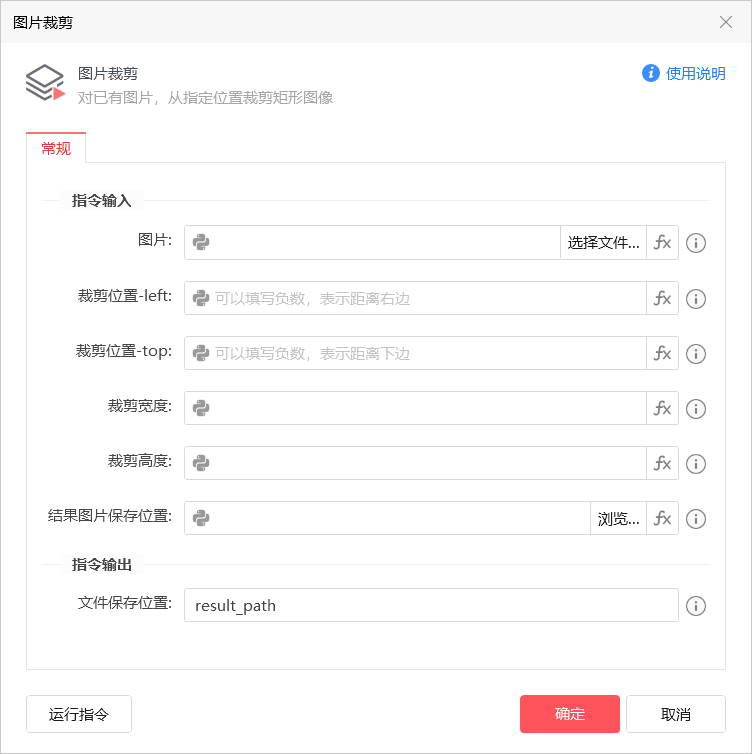 图片裁剪
图片裁剪
使用说明
对已有图片，从指定位置裁剪矩形图像
常规
指令输入
图片: 选择文件... fx
裁剪位置-left: 可以填写负数，表示距离右边 fx
裁剪位置-top: 可以填写负数，表示距离下边 fx
裁剪宽度: fx
裁剪高度: fx
结果图片保存位置: 浏览... fx
指令输出
文件保存位置: result_path
运行指令 确定 取消